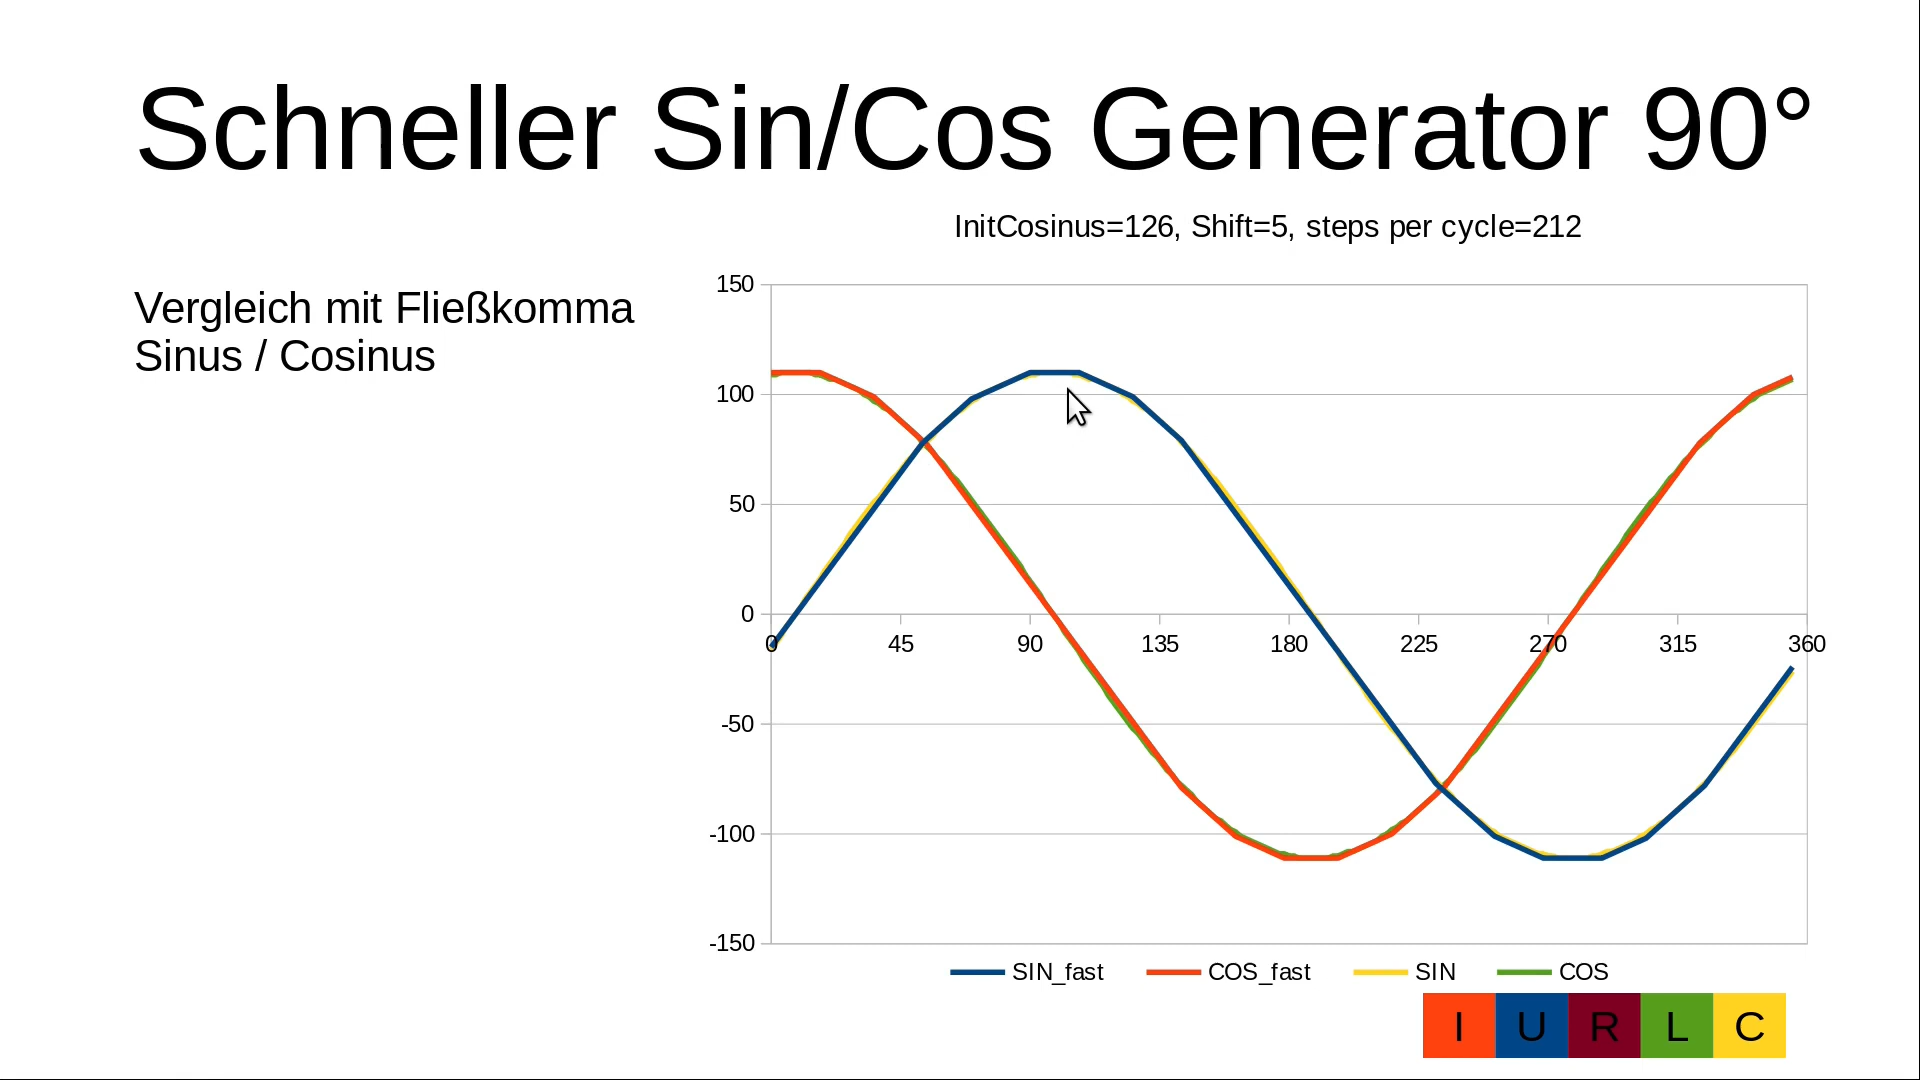 Schneller Sin/Cos Generator 90°
InitCosinus=126, Shift=5, steps per cycle=212
Vergleich mit Fließkomma
Sinus / Cosinus
150
100
50
0
-50
-100
-150
0 45 90 135 180 225 270 315 360
SIN_fast COS_fast SIN COS
I U R L C